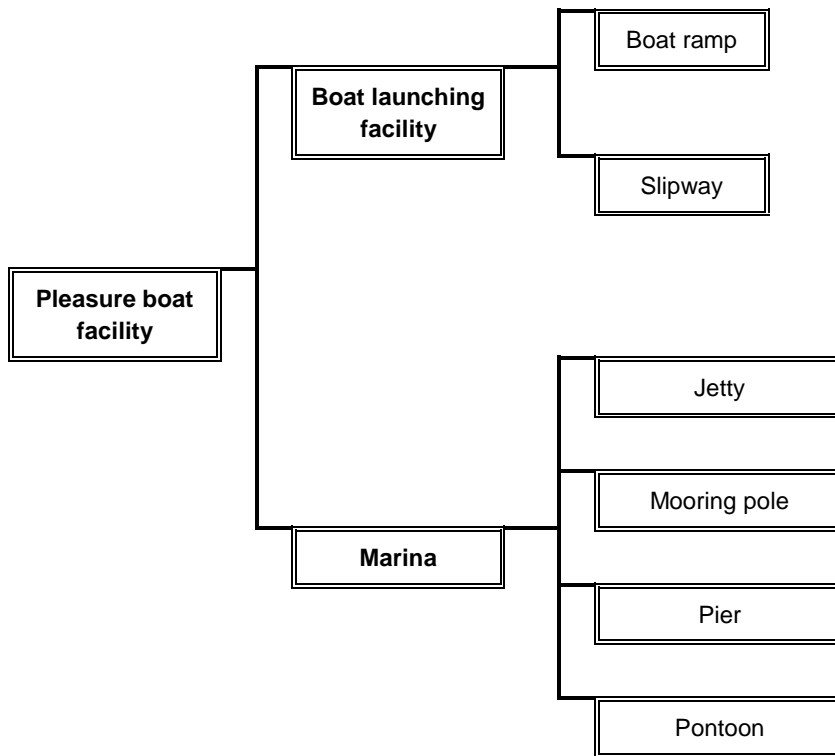 Boat ramp
Boat launching
facility
Slipway
Pleasure boat
facility
Jetty
Mooring pole
Marina
Pier
Pontoon